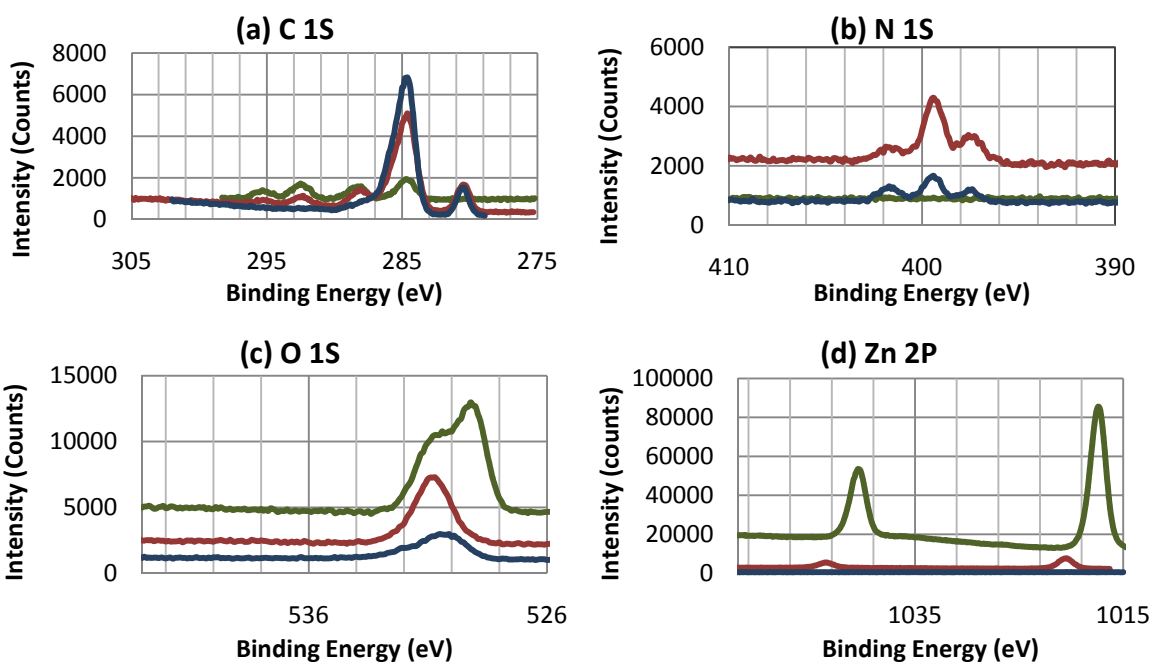 (a) C 1S
8000
6000
4000
2000
0
Intensity (Counts)
305
295
285
275
Binding Energy (eV)
(b) N 1S
6000
4000
2000
0
Intensity (Counts)
410
400
390
Binding Energy (eV)
(c) O 1S
15000
10000
5000
0
Intensity (Counts)
536
526
Binding Energy (eV)
(d) Zn 2P
100000
80000
60000
40000
20000
0
Intensity (counts)
1035
1015
Binding Energy (eV)